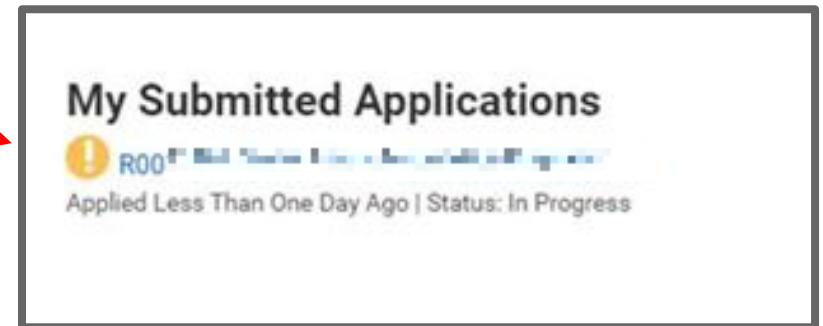 My Submitted Applications
R00
Applied Less Than One Day Ago | Status: In Progress